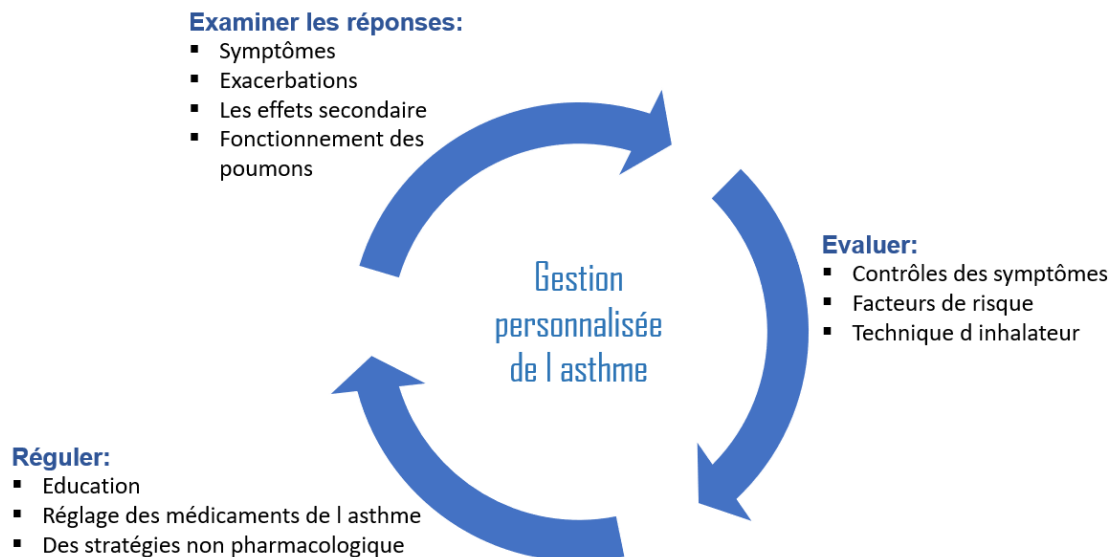 Examiner les réponses:
▪ Symptômes
▪ Exacerbations
▪ Les effets secondaire
▪ Fonctionnement des
poumons
Evaluer:
▪ Contrôles des symptômes
▪ Facteurs de risque
▪ Technique d inhalateur
Gestion
personnalisée
de l asthme
Réguler:
▪ Education
▪ Réglage des médicaments de l asthme
▪ Des stratégies non pharmacologique